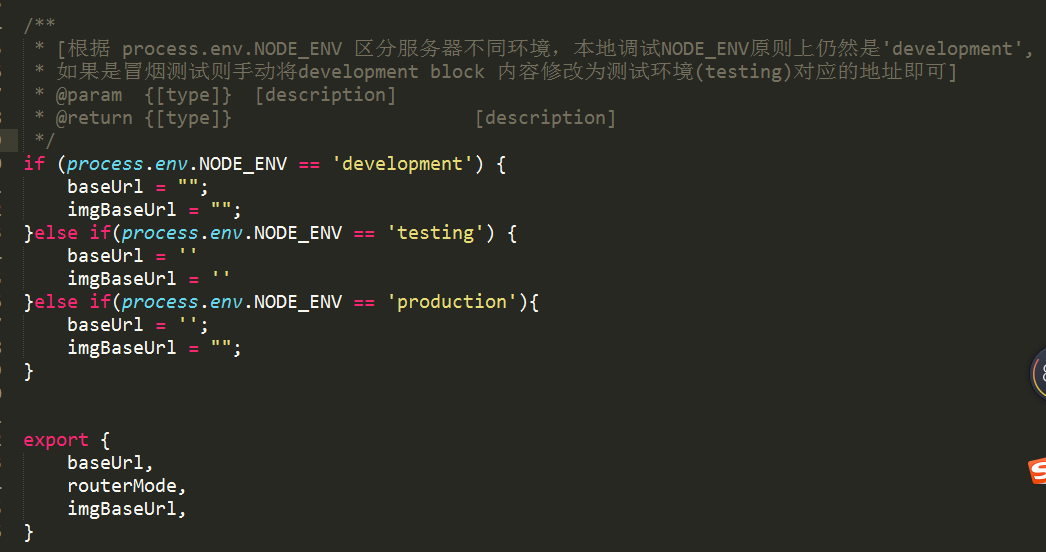 /**
 * [根据 process.env.NODE_ENV 区分服务器不同环境，本地调试NODE_ENV原则上仍然是'development',
 * 如果是冒烟测试则手动将development block 内容修改为测试环境(testing)对应的地址即可]
 * @param  {[type]}  [description]
 * @return {[type]}                      [description]
 */
if (process.env.NODE_ENV == 'development') {
    baseUrl = "";
    imgBaseUrl = "";
}else if(process.env.NODE_ENV == 'testing') {
    baseUrl = ''
    imgBaseUrl = ''
}else if(process.env.NODE_ENV == 'production'){
    baseUrl = '';
    imgBaseUrl = "";
}
export {
    baseUrl,
    routerMode,
    imgBaseUrl,
}